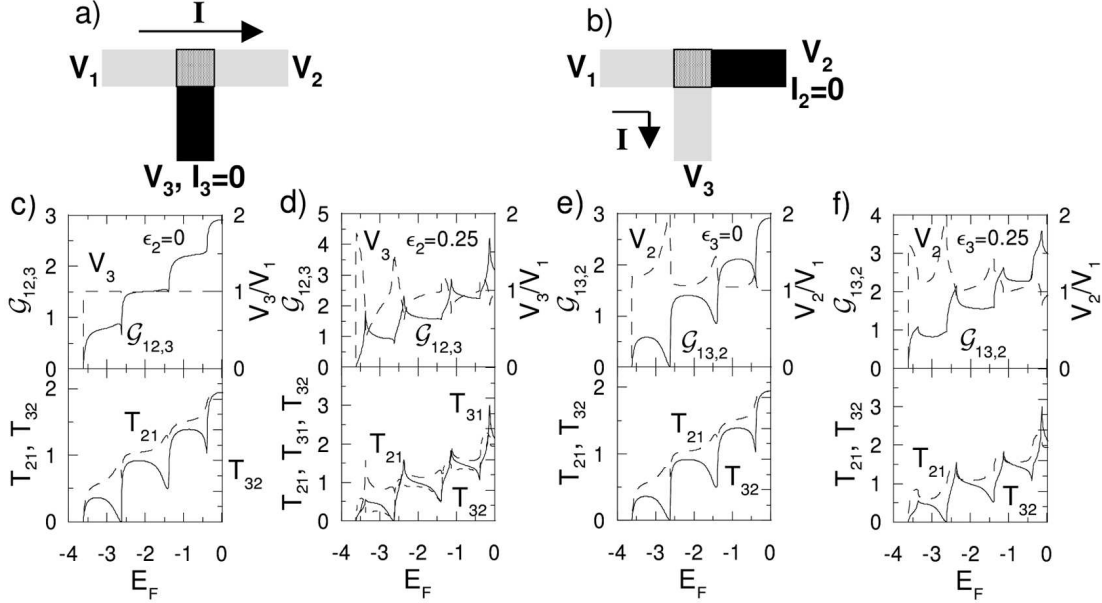 a)
I
V1
V2
V3, I3=0
b)
I
V1
V2
I2=0
V3
c)
ϵ2=0
V3
𝒢12,3
𝒢12,3
V3/V1
3
2
1
0
2
1
0
T21, T32
T21
T32
2
1
0
-4 -3 -2 -1 0
EF
d)
ϵ2=0.25
V3
𝒢12,3
𝒢12,3
V3/V1
5
4
3
2
1
0
2
1
0
T21, T31, T32
T31
T21
T32
3
2
1
0
-4 -3 -2 -1 0
EF
e)
ϵ3=0
V2
𝒢13,2
𝒢13,2
V2/V1
3
2
1
0
2
1
0
T21, T32
T21
T32
2
1
0
-4 -3 -2 -1 0
EF
f)
ϵ3=0.25
V2
𝒢13,2
𝒢13,2
V2/V1
4
3
2
1
0
2
1
0
T21, T32
T21
T32
3
2
1
0
-4 -3 -2 -1 0
EF